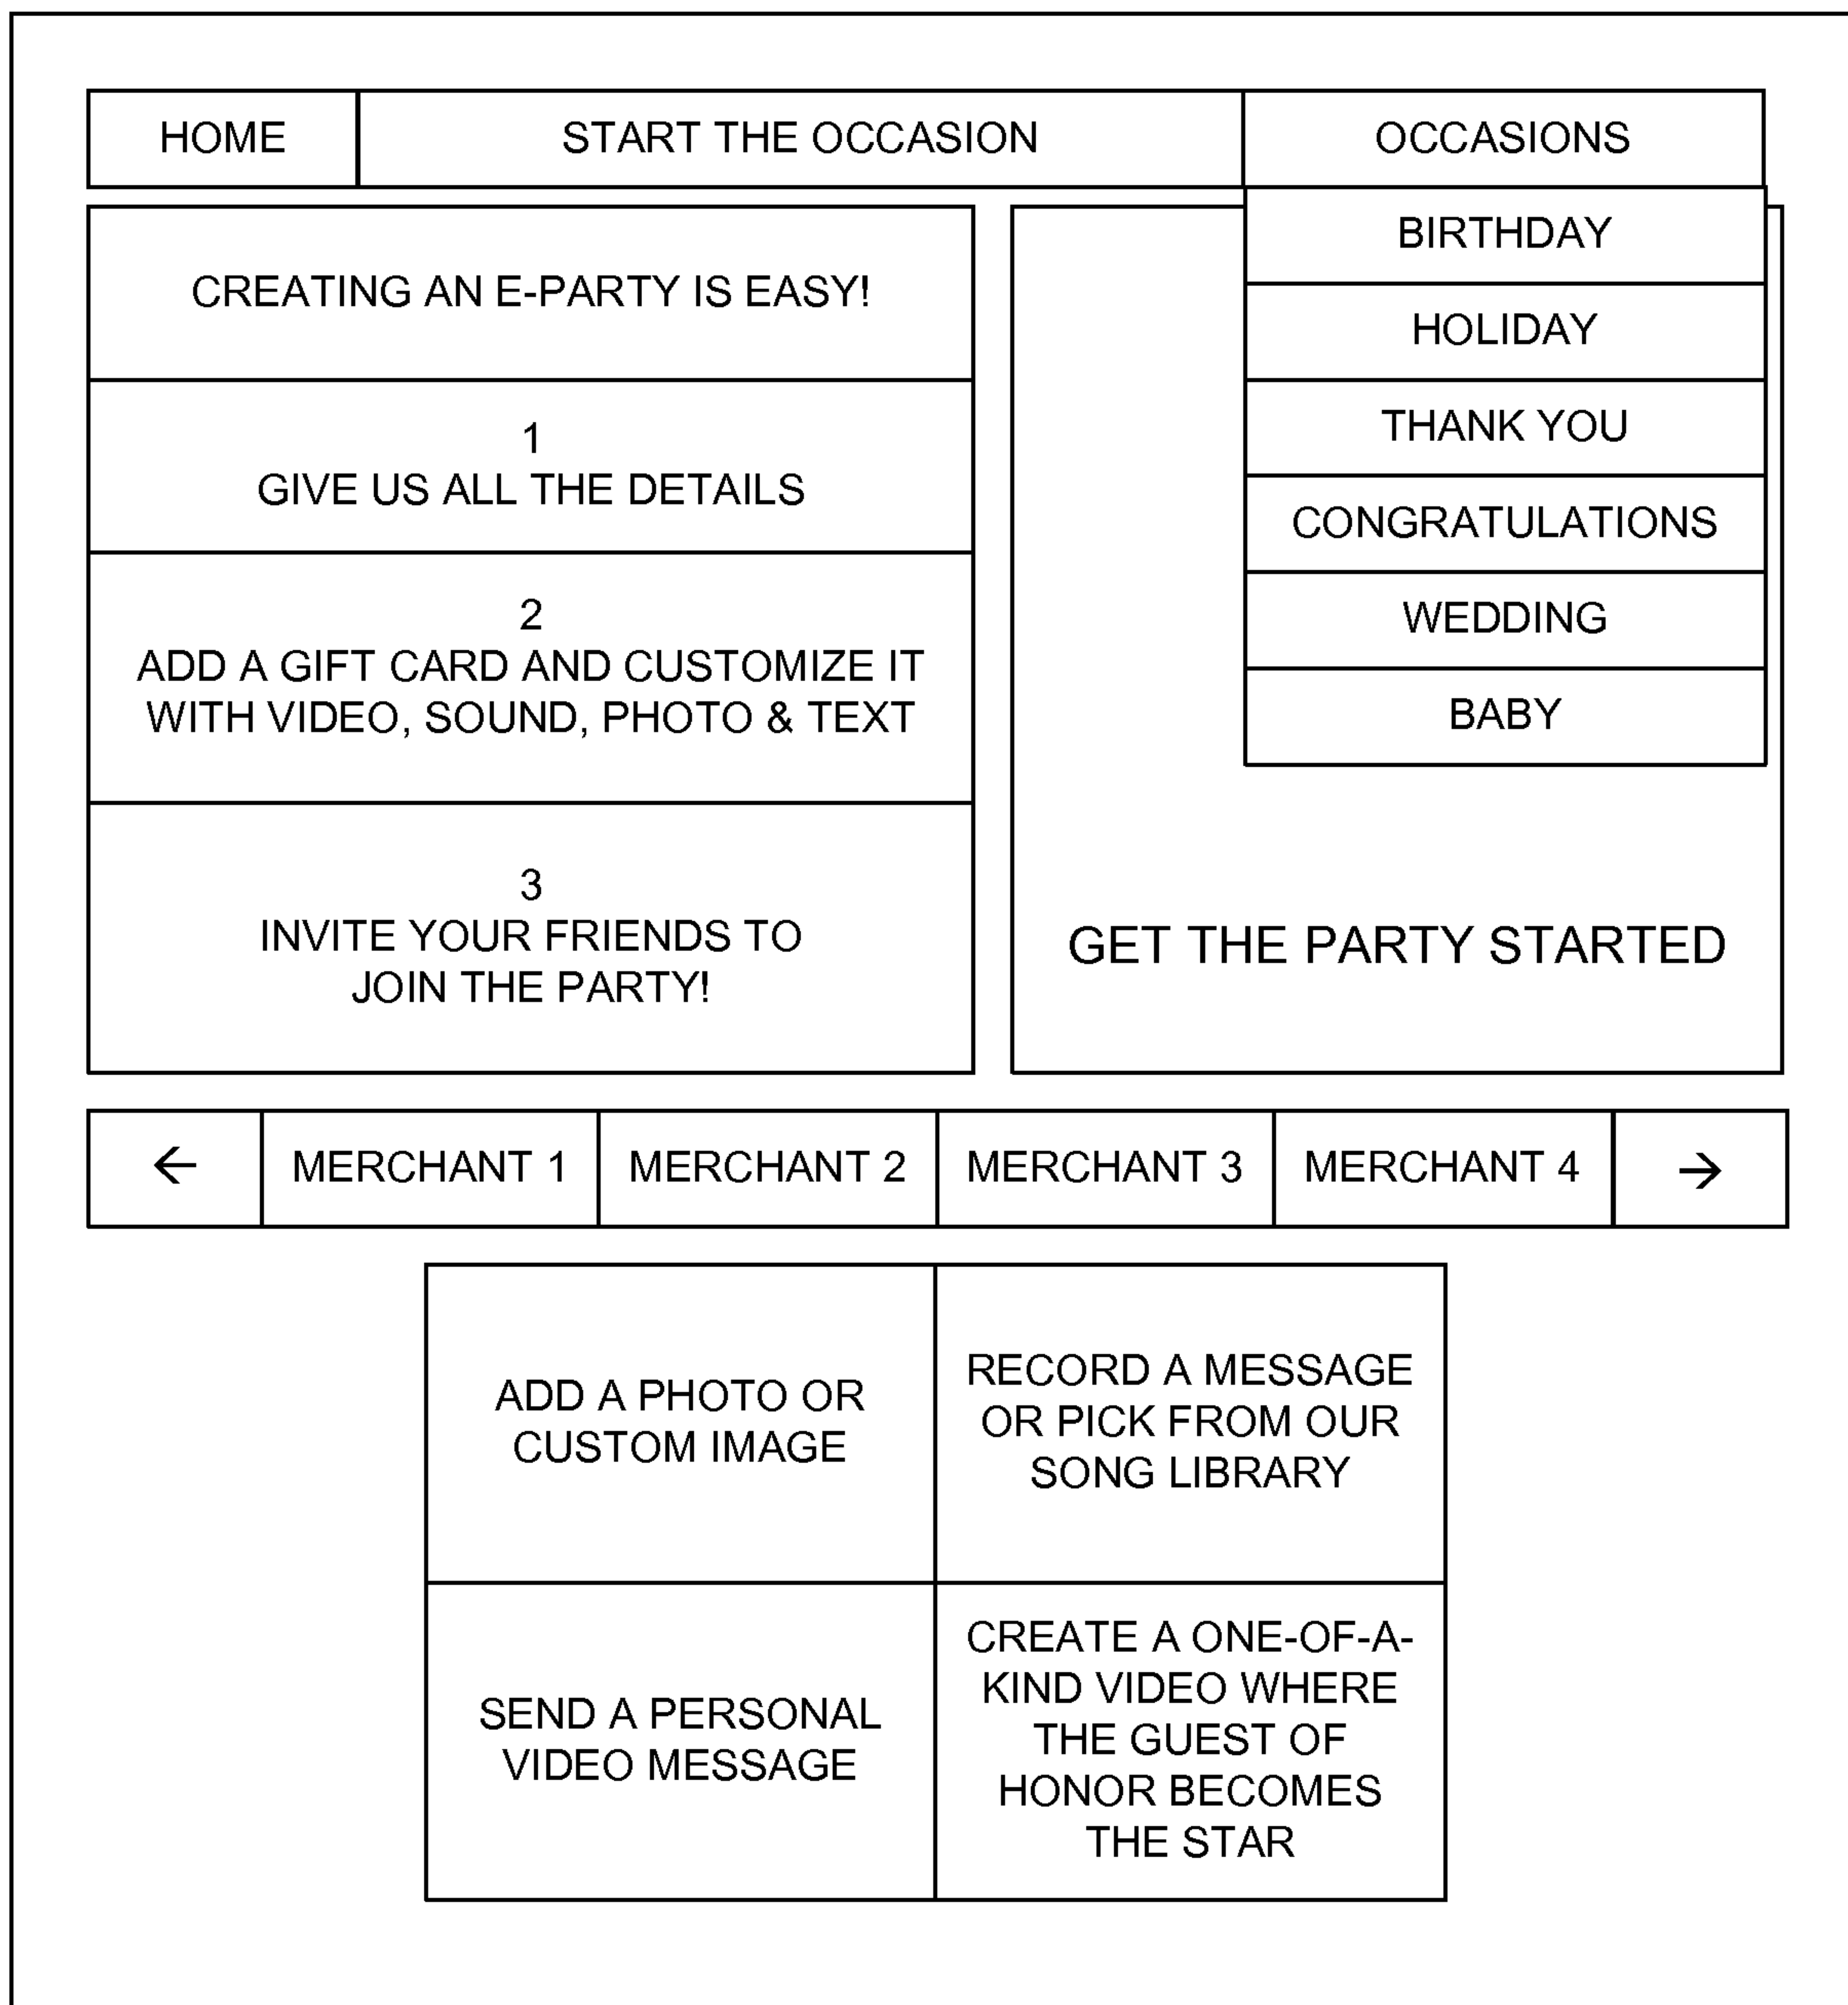 HOME
START THE OCCASION
OCCASIONS
BIRTHDAY
HOLIDAY
THANK YOU
CONGRATULATIONS
WEDDING
BABY
CREATING AN E-PARTY IS EASY!
1
GIVE US ALL THE DETAILS
2
ADD A GIFT CARD AND CUSTOMIZE IT
WITH VIDEO, SOUND, PHOTO & TEXT
3
INVITE YOUR FRIENDS TO
JOIN THE PARTY!
GET THE PARTY STARTED
←
MERCHANT 1
MERCHANT 2
MERCHANT 3
MERCHANT 4
→
ADD A PHOTO OR
CUSTOM IMAGE
RECORD A MESSAGE
OR PICK FROM OUR
SONG LIBRARY
SEND A PERSONAL
VIDEO MESSAGE
CREATE A ONE-OF-A-
KIND VIDEO WHERE
THE GUEST OF
HONOR BECOMES
THE STAR